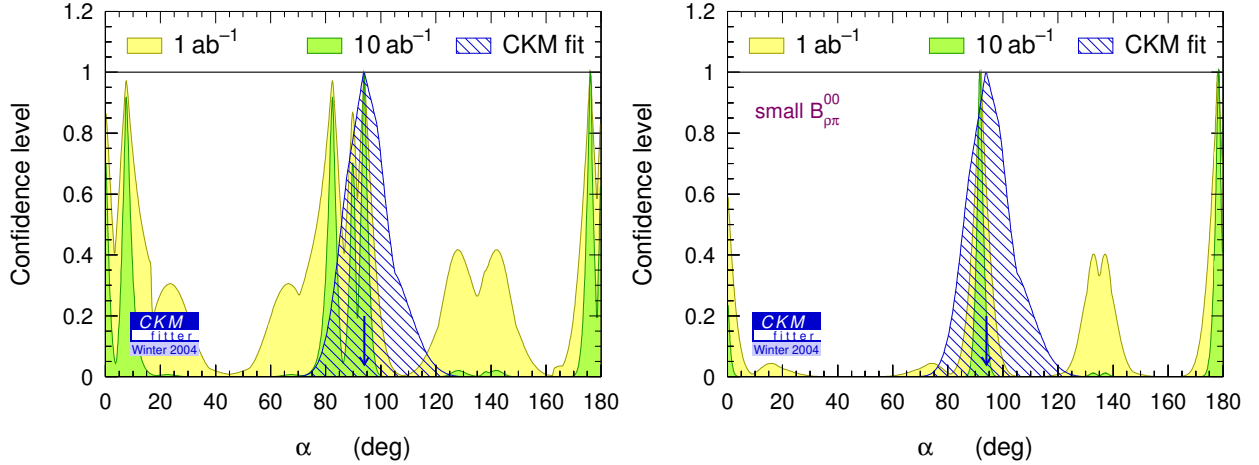 1 ab⁻¹ 10 ab⁻¹ CKM fit
Confidence level
1.2
1
0.8
0.6
0.4
0.2
0
CKM
fitter
Winter 2004
0 20 40 60 80 100 120 140 160 180
α (deg)
1 ab⁻¹ 10 ab⁻¹ CKM fit
small B⁰⁰ρπ
Confidence level
1.2
1
0.8
0.6
0.4
0.2
0
CKM
fitter
Winter 2004
0 20 40 60 80 100 120 140 160 180
α (deg)